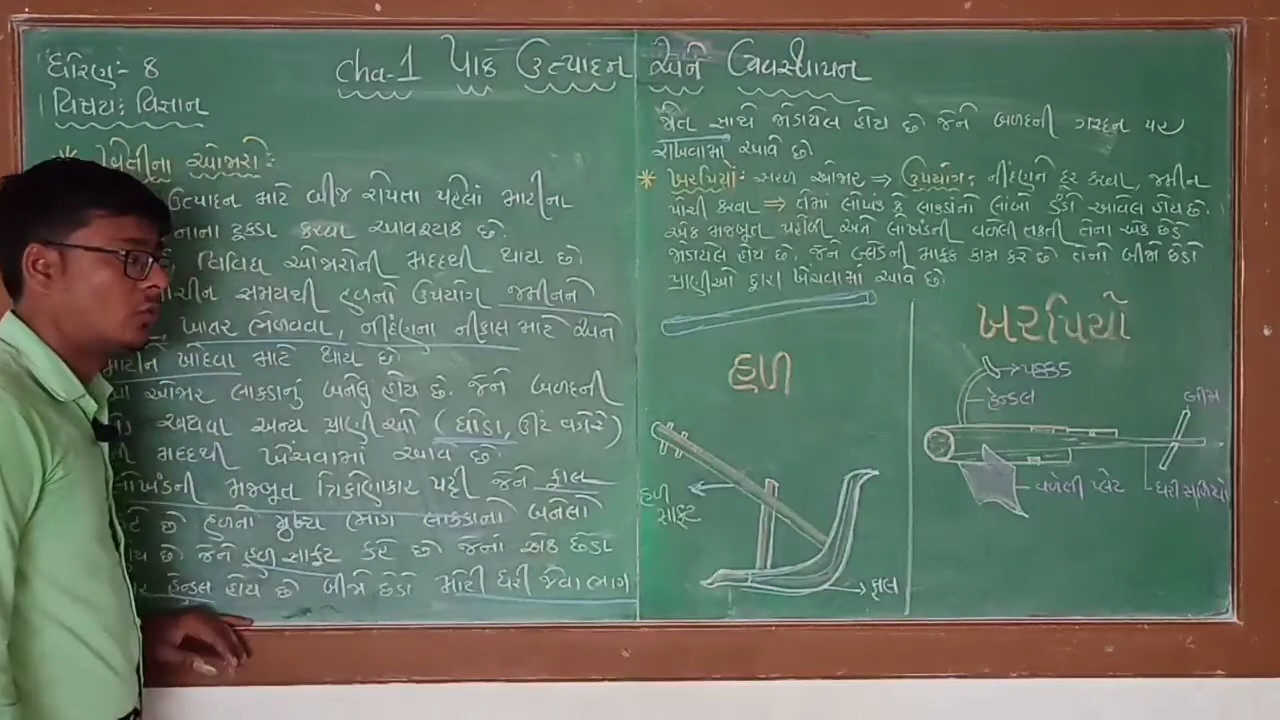 ધોરણ:- 8
વિષય: વિજ્ઞાન
cha-1 પાક ઉત્પાદન અને વ્યવસ્થાપન
* ખેતીના ઓજારો:
ઉત્પાદન માટે બીજ રોપતા પહેલાં માટીના
નાના ટૂકડા કરવા આવશ્યક છે.
વિવિધ ઓજારોની મદદથી થાય છે.
સમયથી હળનો ઉપયોગ જમીનને
ખાતર ભેળવવા, નીંદણના નીકાલ માટે અને
માટીને ખોદવા માટે થાય છે
ઓજાર લાકડાનું બનેલું હોય છે. જેને બળદની
અથવા અન્ય પ્રાણીઓ (ઘોડા, ઊંટ વગેરે)
મદદથી ખેંચવામાં આવે છે
લોખંડની મજબૂત ત્રિકોણાકાર પટ્ટી જેને ફાલ
છે હળનો મુખ્ય ભાગ લાકડાનો બનેલો
છે જેને હળ સાફ્ટ કહે છે જેના એક છેડા
હેન્ડલ હોય છે બીજો છેડો મોટી ધરી જેવા ભાગ
જોત સાથે જોડાયેલ હોય છે જેને બળદની ગરદન પર
રાખવામાં આવે છે.
* ખરપિયો: સરળ ઓજાર ⇒ ઉપયોગ: નીંદણને દૂર કરવા, જમીન
પોચી કરવા ⇒ તેમાં લોખંડ કે લાકડાનો લાંબો દંડો આવેલ હોય છે.
એક મજબૂત પહોળી અને લોખંડની વળેલી તકતી તેના એક છેડે
જોડાયેલ હોય છે. જેને બ્લેડની માફક કામ કરે છે તેનો બીજો છેડો
પ્રાણીઓ દ્વારા ખેંચવામાં આવે છે.
હળ
હળ
સાફ્ટ
ફાલ
ખરપિયો
પક્કડ
હેન્ડલ
બીમ
વળેલી પ્લેટ
ધરી સળિયો